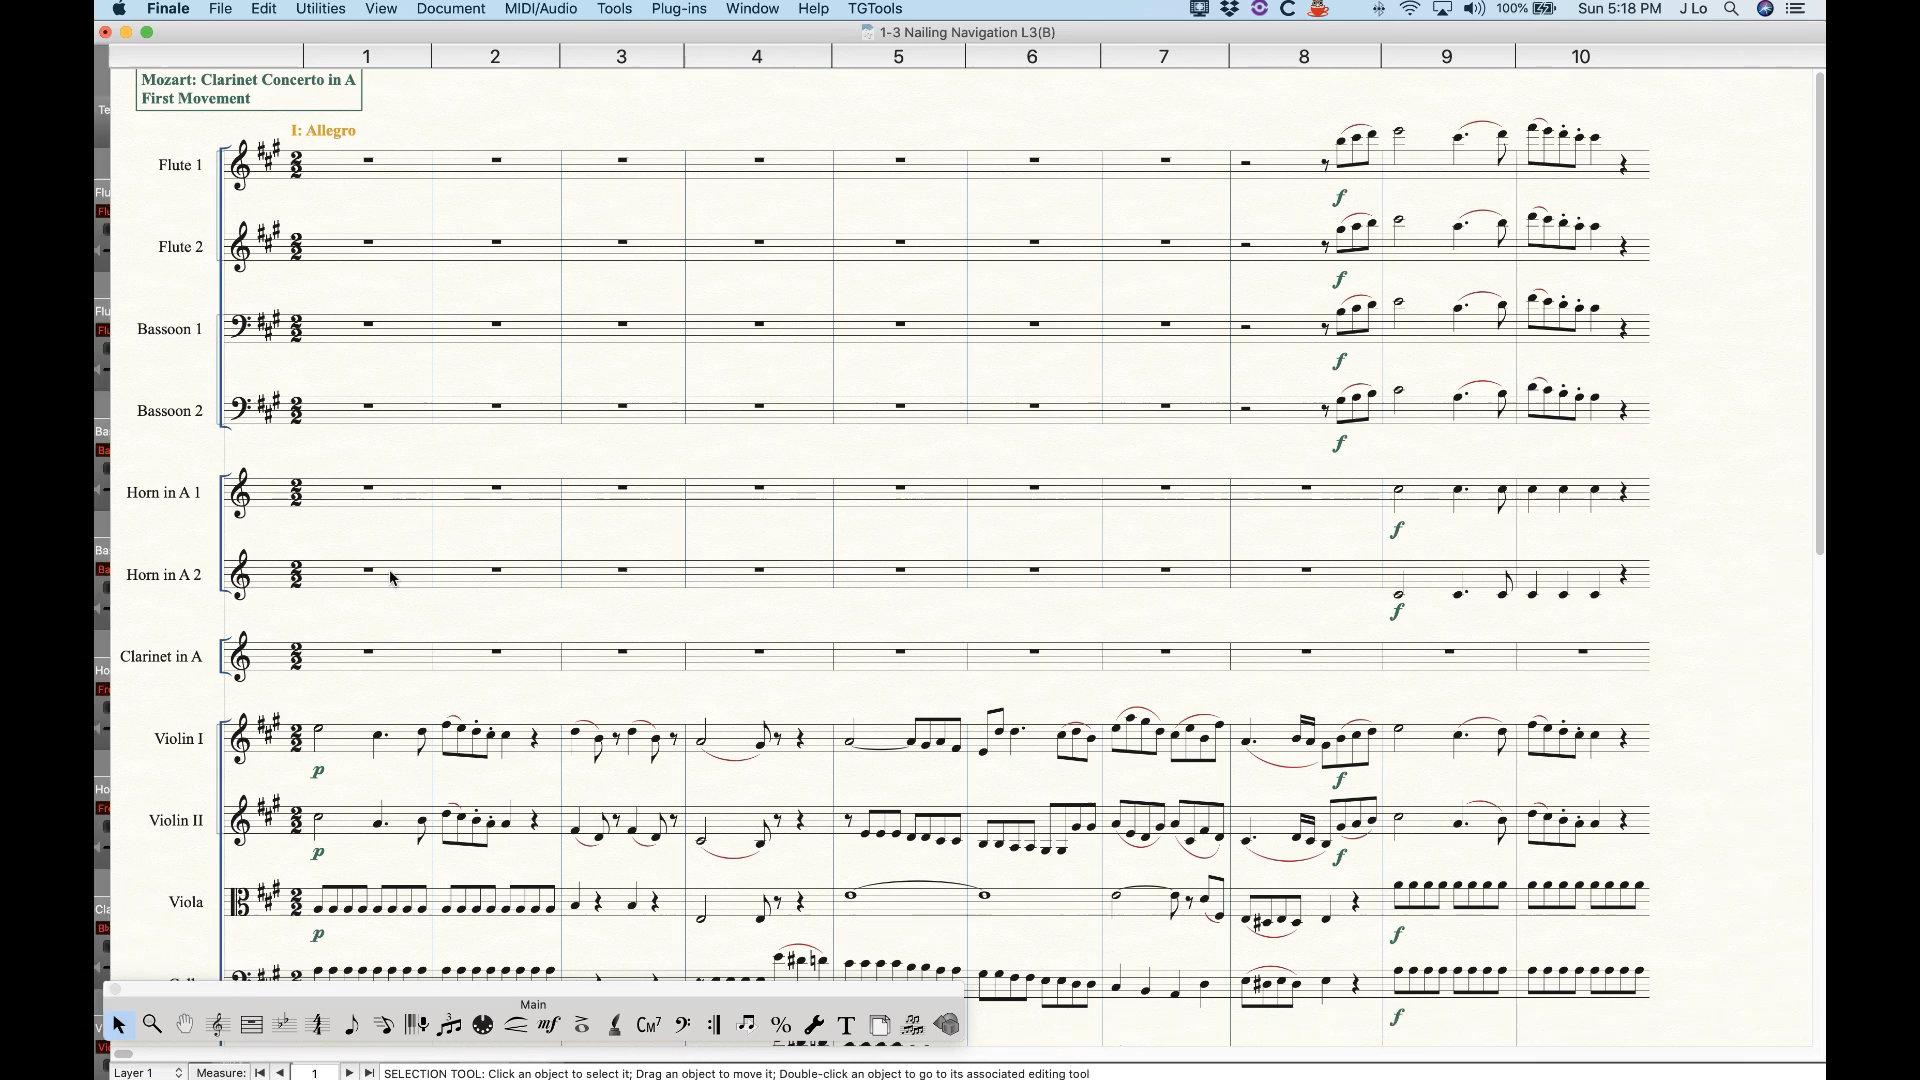 Finale File Edit Utilities View Document MIDI/Audio Tools Plug-ins Window Help TGTools 100% Sun 5:18 PM J Lo
1-3 Nailing Navigation L3(B)
1 2 3 4 5 6 7 8 9 10
Mozart: Clarinet Concerto in A
First Movement
I: Allegro
Flute 1
f
Flute 2
f
Bassoon 1
f
Bassoon 2
f
Horn in A 1
f
Horn in A 2
f
Clarinet in A
Violin I
p f
Violin II
p f
Viola
p f
f
Main
mf CM7 % T
Layer 1 Measure: 1 SELECTION TOOL: Click an object to select it; Drag an object to move it; Double-click an object to go to its associated editing tool